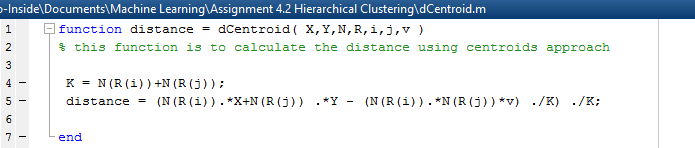 o-Inside\Documents\Machine Learning\Assignment 4.2 Hierarchical Clustering\dCentroid.m
1 function distance = dCentroid( X,Y,N,R,i,j,v )
2 % this function is to calculate the distance using centroids approach
3
4 – K = N(R(i))+N(R(j));
5 – distance = (N(R(i)).*X+N(R(j)) .*Y - (N(R(i)).*N(R(j))*v) ./K) ./K;
6
7 – end